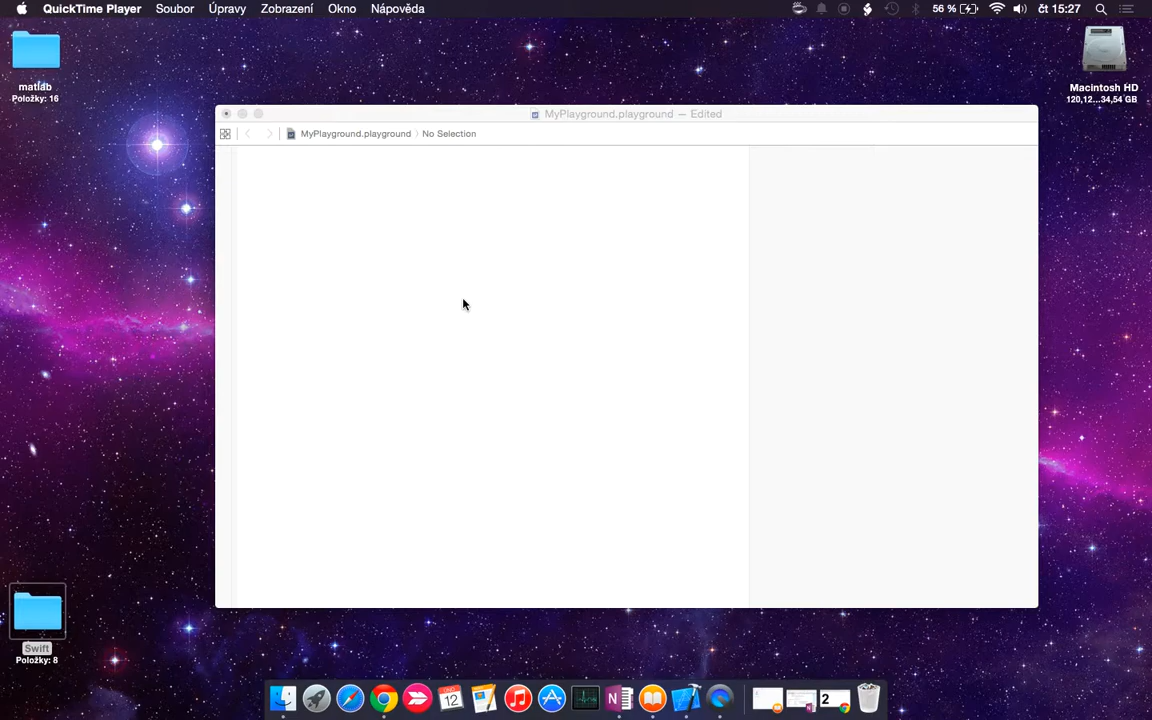 QuickTime Player Soubor Úpravy Zobrazení Okno Nápověda 56 % čt 15:27
matlab
Položky: 16
Macintosh HD
120,12...34,54 GB
MyPlayground.playground — Edited
MyPlayground.playground No Selection
Swift
Položky: 8
12
N
2